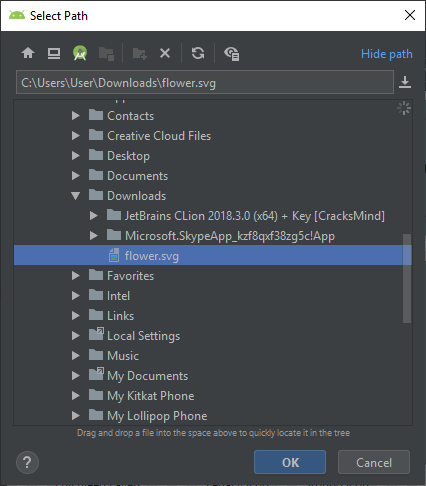 Select Path
Hide path
C:\Users\User\Downloads\flower.svg
Contacts
Creative Cloud Files
Desktop
Documents
Downloads
JetBrains CLion 2018.3.0 (x64) + Key [CracksMind]
Microsoft.SkypeApp_kzf8qxf38zg5c!App
flower.svg
Favorites
Intel
Links
Local Settings
Music
My Documents
My Kitkat Phone
My Lollipop Phone
Drag and drop a file into the space above to quickly locate it in the tree
?
OK
Cancel